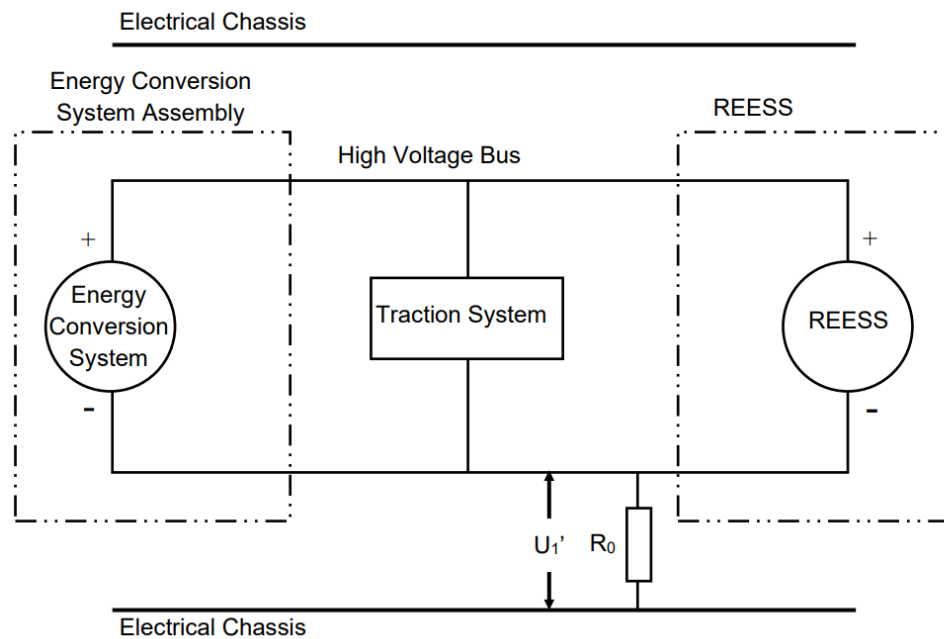 Electrical Chassis
Energy Conversion
System Assembly
REESS
High Voltage Bus
+
+
Energy
Conversion
System
Traction System
REESS
-
-
U₁’
R₀
Electrical Chassis